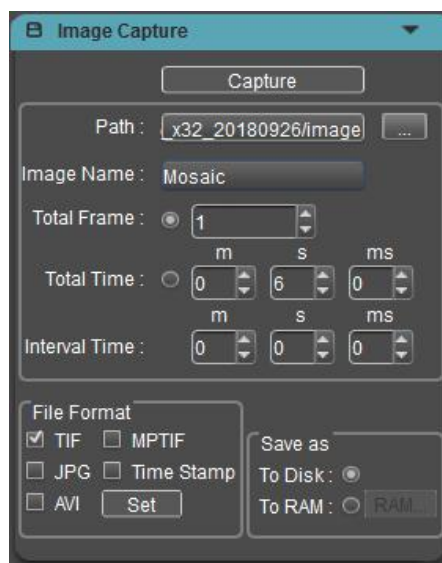 Image Capture
Capture
Path : _x32_20180926/image ...
Image Name : Mosaic
Total Frame : 1
m s ms
Total Time : 0 6 0
m s ms
Interval Time : 0 0 0
File Format
TIF MPTIF
JPG Time Stamp
AVI Set
Save as
To Disk :
To RAM : RAM...